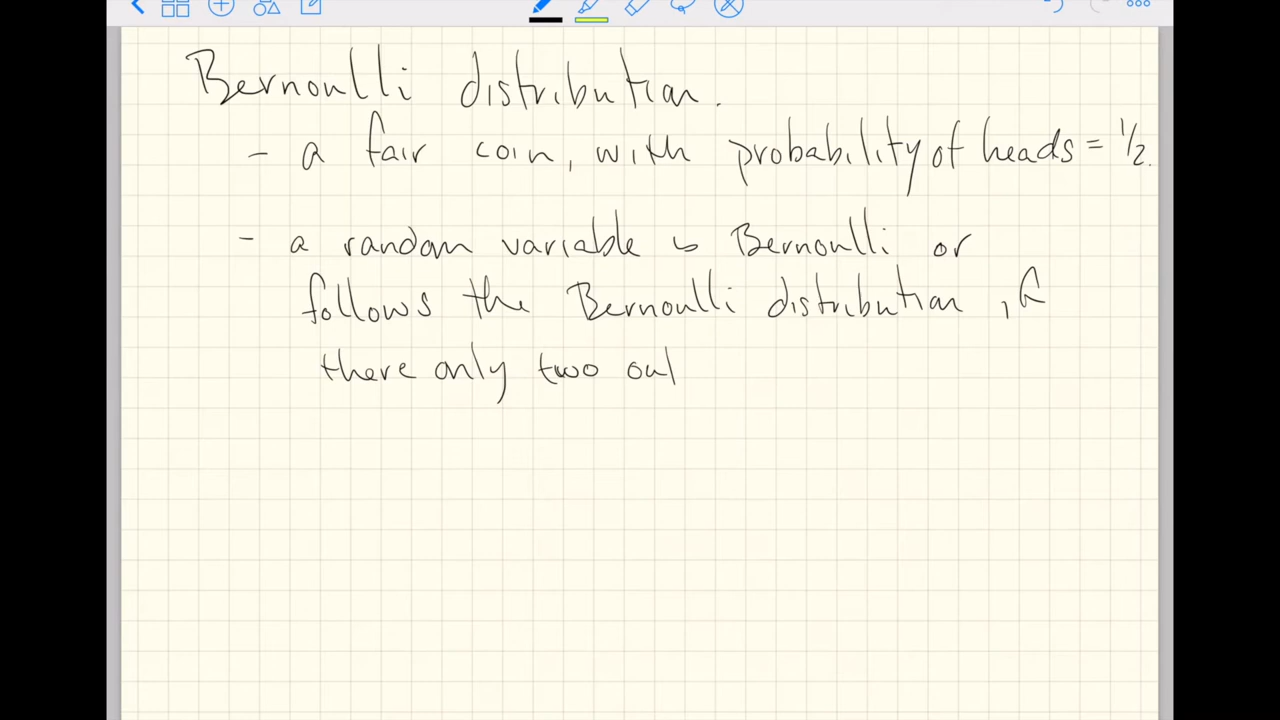 Bernoulli distribution.
- a fair coin, with probability of heads = 1/2.
- a random variable is Bernoulli or
follows the Bernoulli distribution, if
there only two out